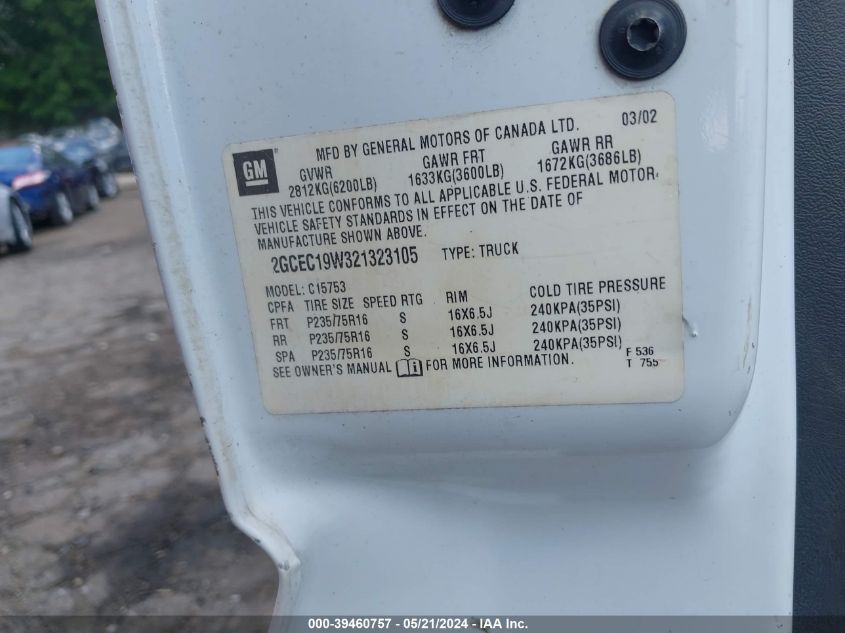 MFD BY GENERAL MOTORS OF CANADA LTD. 03/02
GM ®
GVWR GAWR FRT GAWR RR
2812KG(6200LB) 1633KG(3600LB) 1672KG(3686LB)
THIS VEHICLE CONFORMS TO ALL APPLICABLE U.S. FEDERAL MOTOR
VEHICLE SAFETY STANDARDS IN EFFECT ON THE DATE OF
MANUFACTURE SHOWN ABOVE.
2GCEC19W321323105 TYPE: TRUCK
MODEL: C15753
CPFA TIRE SIZE SPEED RTG RIM COLD TIRE PRESSURE
FRT P235/75R16 S 16X6.5J 240KPA(35PSI)
RR P235/75R16 S 16X6.5J 240KPA(35PSI)
SPA P235/75R16 S 16X6.5J 240KPA(35PSI)
SEE OWNER'S MANUAL FOR MORE INFORMATION.
F 536
T 755
000-39460757 - 05/21/2024 - IAA Inc.